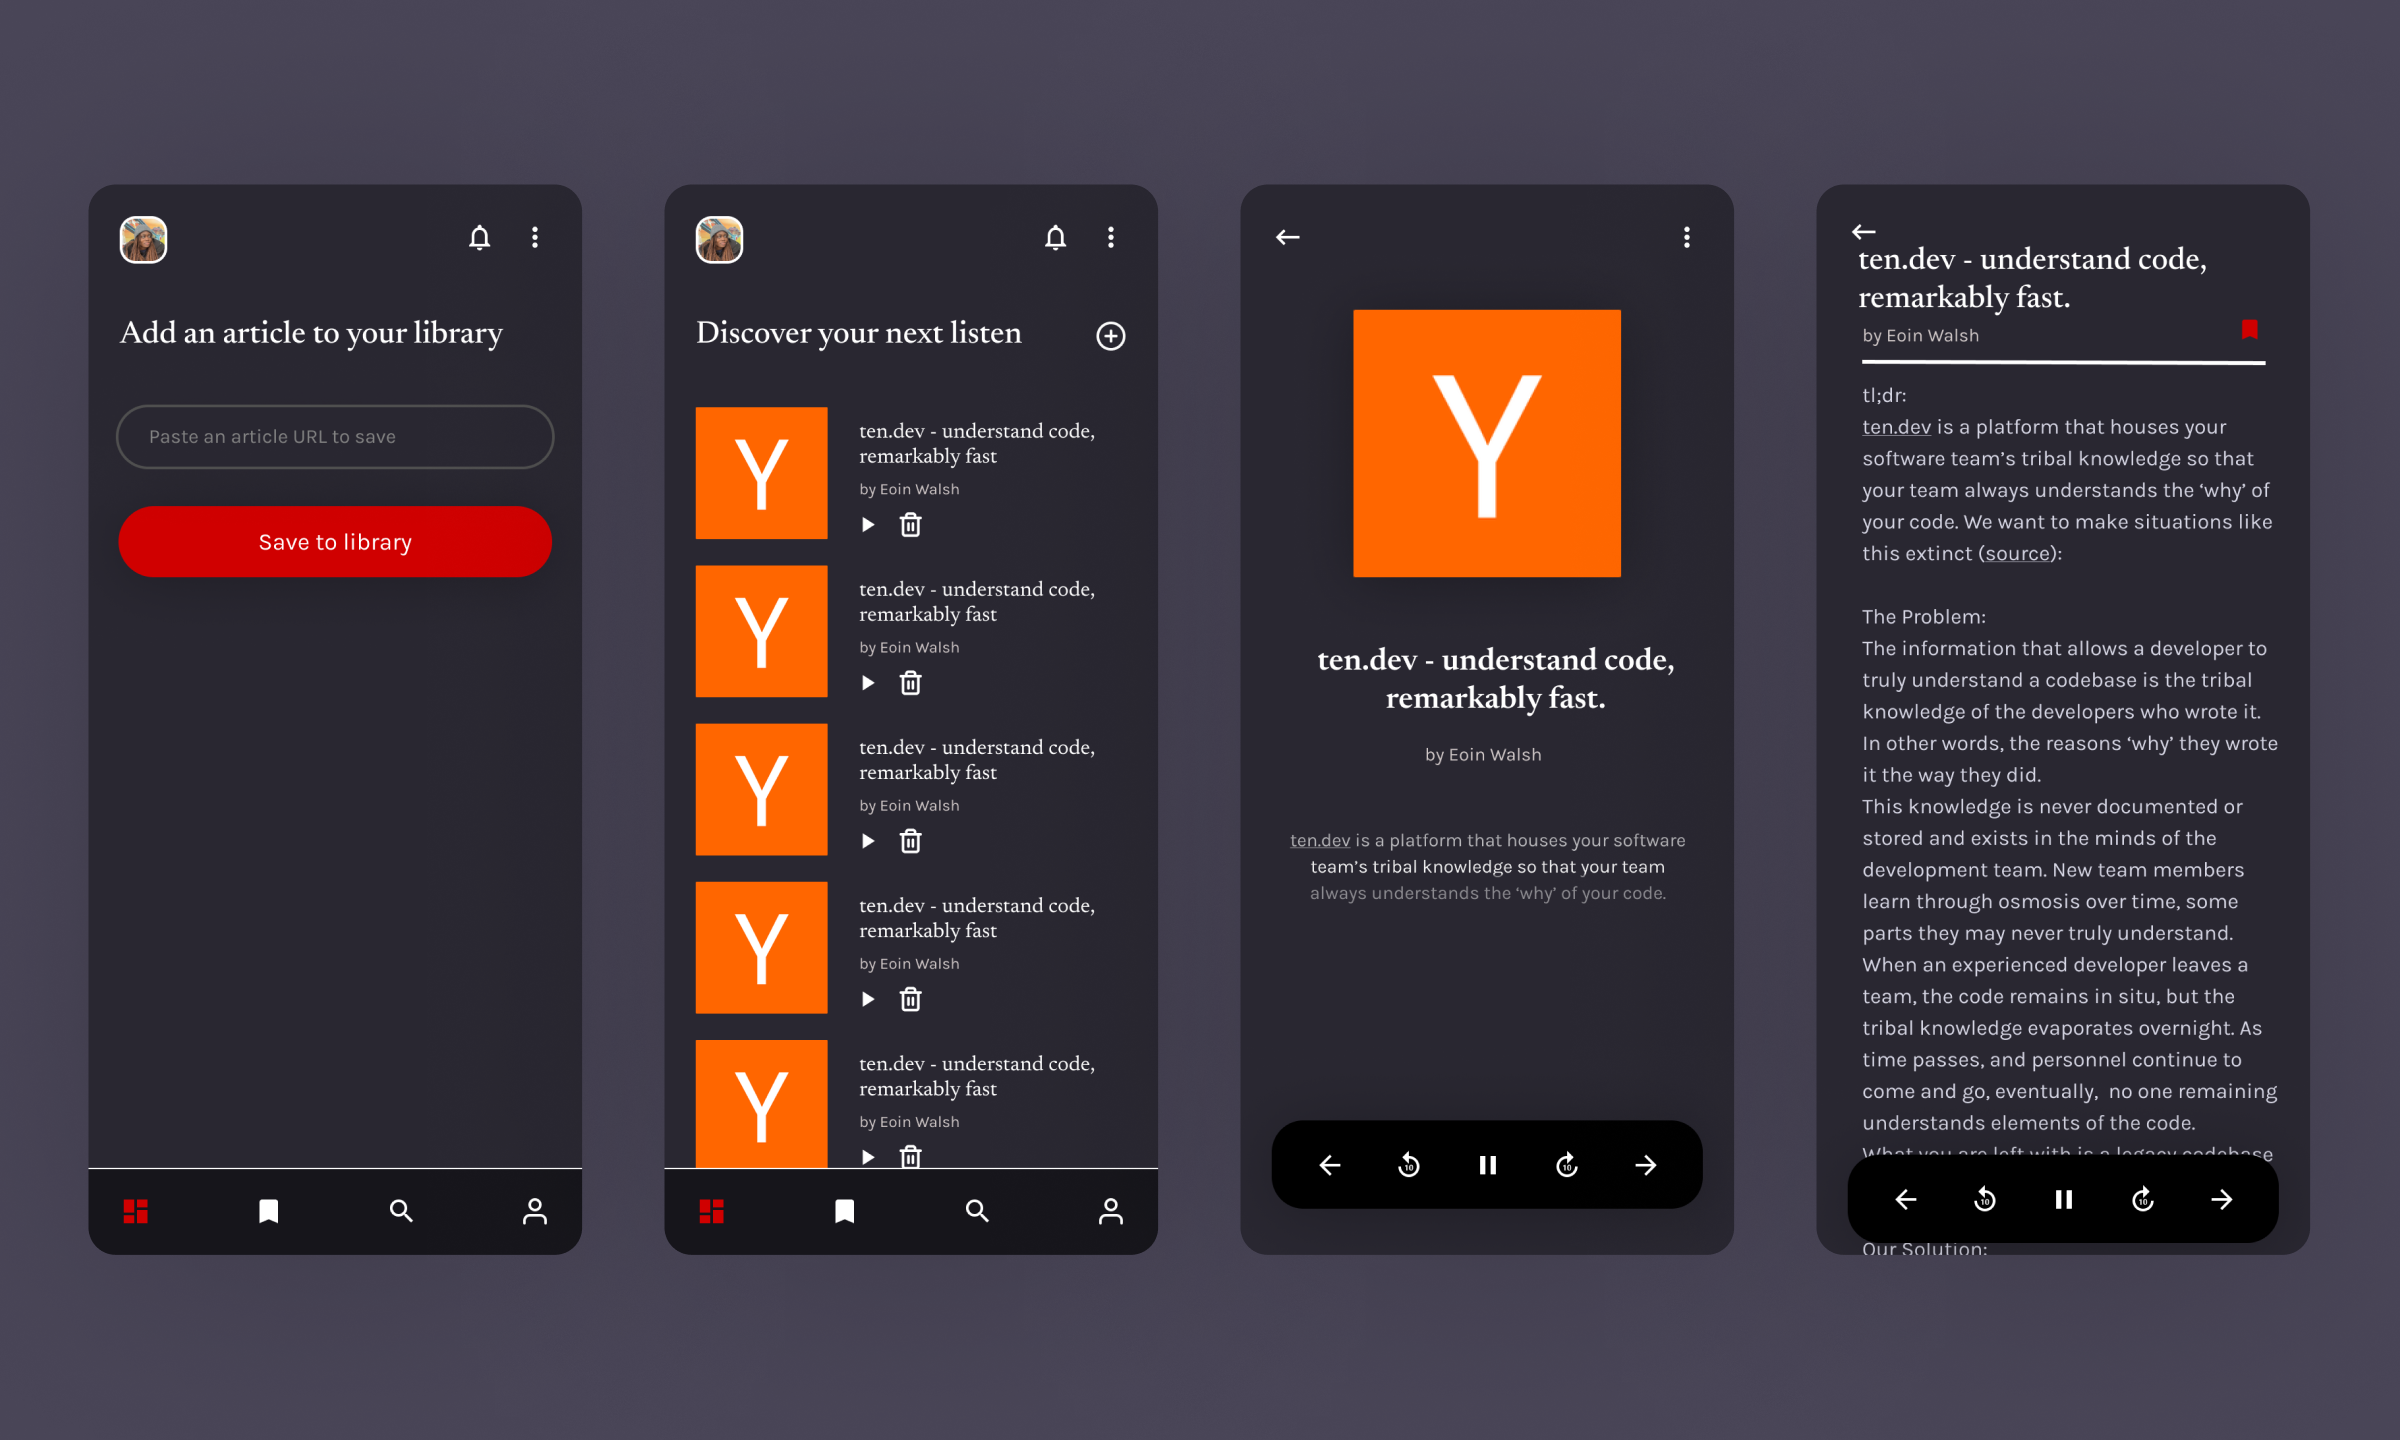 Add an article to your library
Paste an article URL to save
Save to library
Discover your next listen
Y
ten.dev - understand code,
remarkably fast
by Eoin Walsh
Y
ten.dev - understand code,
remarkably fast
by Eoin Walsh
Y
ten.dev - understand code,
remarkably fast
by Eoin Walsh
Y
ten.dev - understand code,
remarkably fast
by Eoin Walsh
Y
ten.dev - understand code,
remarkably fast
by Eoin Walsh
Y
ten.dev - understand code,
remarkably fast.
by Eoin Walsh
ten.dev is a platform that houses your software
team’s tribal knowledge so that your team
always understands the ‘why’ of your code.
10
10
ten.dev - understand code,
remarkably fast.
by Eoin Walsh
tl;dr:
ten.dev is a platform that houses your
software team’s tribal knowledge so that
your team always understands the ‘why’ of
your code. We want to make situations like
this extinct (source):
The Problem:
The information that allows a developer to
truly understand a codebase is the tribal
knowledge of the developers who wrote it.
In other words, the reasons ‘why’ they wrote
it the way they did.
This knowledge is never documented or
stored and exists in the minds of the
development team. New team members
learn through osmosis over time, some
parts they may never truly understand.
When an experienced developer leaves a
team, the code remains in situ, but the
tribal knowledge evaporates overnight. As
time passes, and personnel continue to
come and go, eventually,  no one remaining
understands elements of the code.
What you are left with is a legacy codebase
10
10
Our Solution: